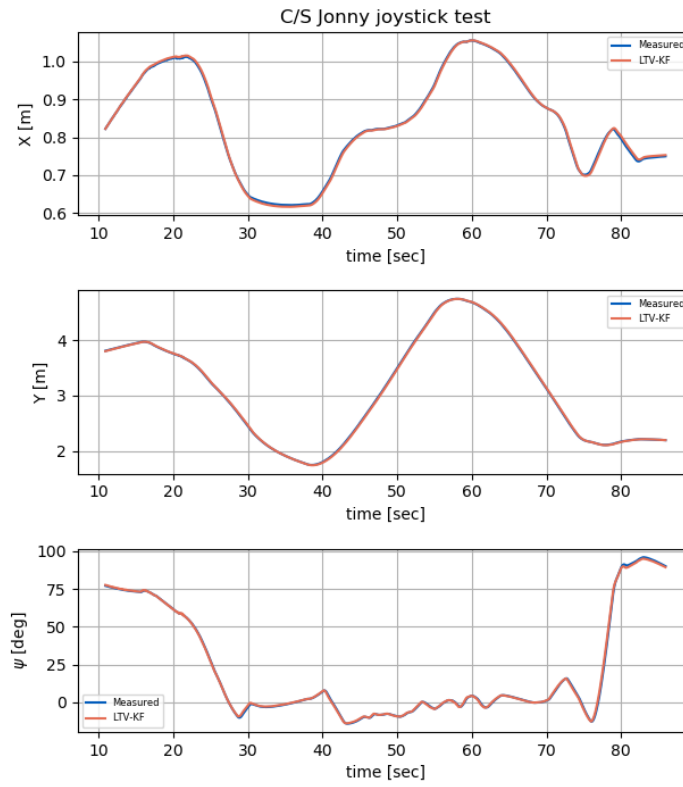 C/S Jonny joystick test
X [m]
1.0
0.9
0.8
0.7
0.6
Measured
LTV-KF
10 20 30 40 50 60 70 80
time [sec]
Y [m]
4
3
2
Measured
LTV-KF
10 20 30 40 50 60 70 80
time [sec]
ψ [deg]
100
75
50
25
0
Measured
LTV-KF
10 20 30 40 50 60 70 80
time [sec]